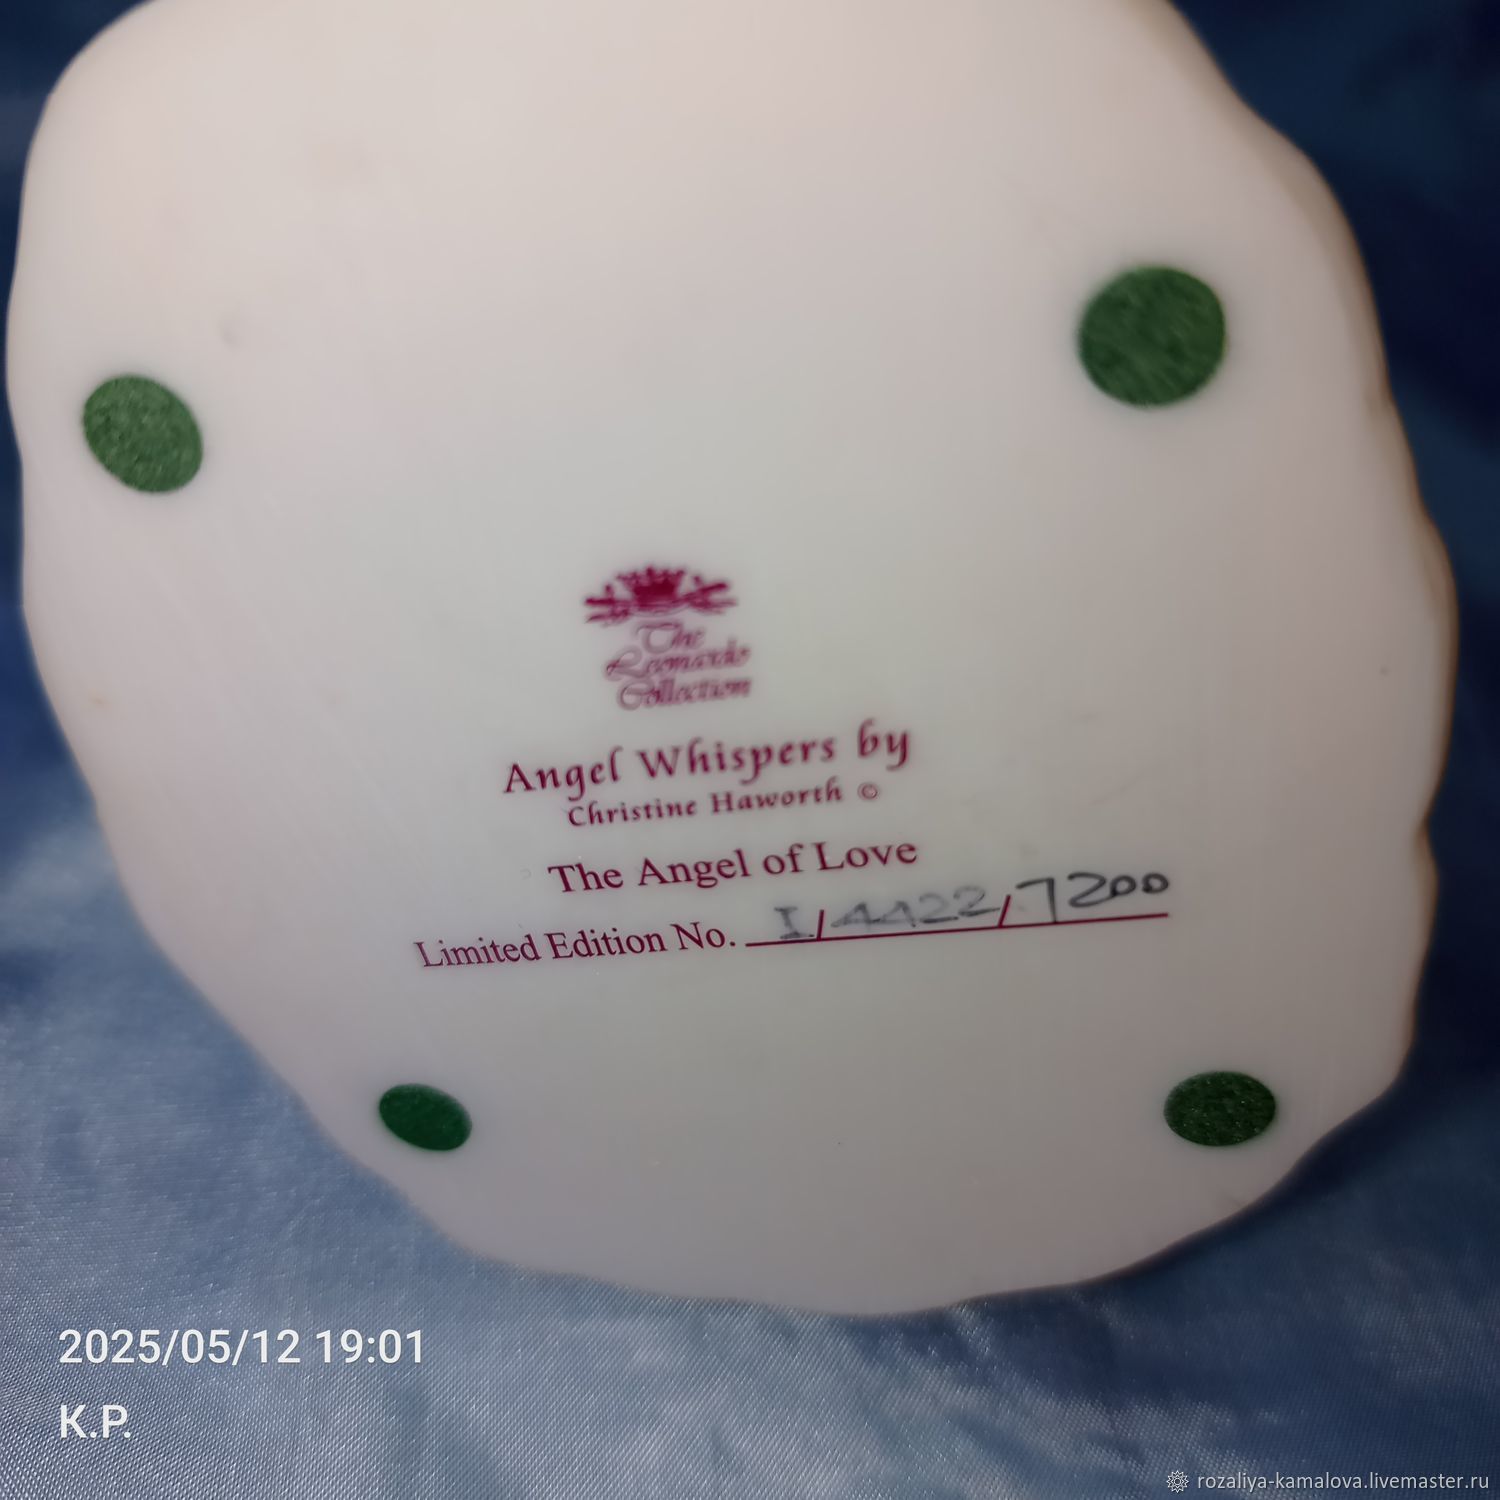 The
Leonardo
Collection
Angel Whispers by
Christine Haworth ©
The Angel of Love
Limited Edition No. I/4422/7200
2025/05/12 19:01
K.P.
rozaliya-kamalova.livemaster.ru